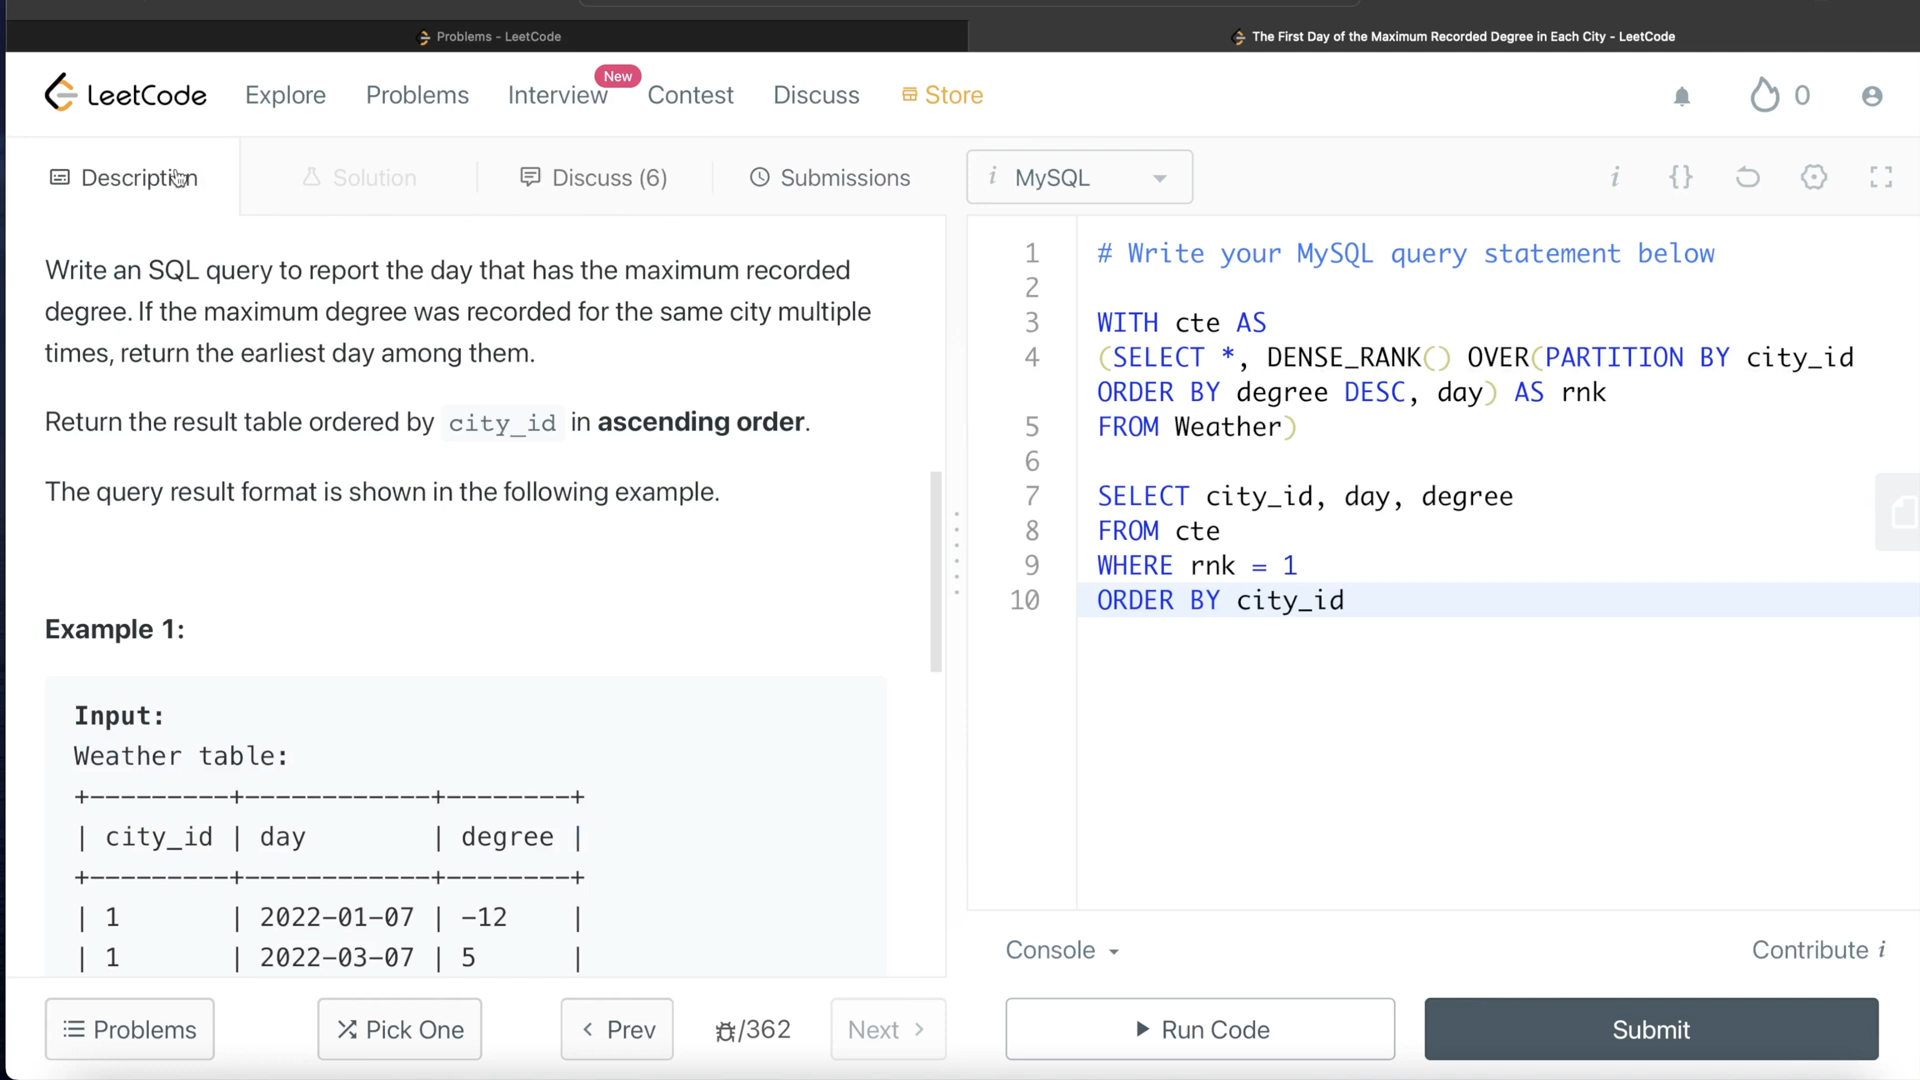 Problems - LeetCode
The First Day of the Maximum Recorded Degree in Each City - LeetCode
LeetCode Explore Problems Interview New Contest Discuss Store 0
Description Solution Discuss (6) Submissions
i MySQL i {}
Write an SQL query to report the day that has the maximum recorded
degree. If the maximum degree was recorded for the same city multiple
times, return the earliest day among them.
Return the result table ordered by city_id in ascending order.
The query result format is shown in the following example.
Example 1:
Input:
Weather table:
+---------+------------+--------+
| city_id | day        | degree |
+---------+------------+--------+
| 1       | 2022-01-07 | -12    |
| 1       | 2022-03-07 | 5      |
Problems Pick One < Prev /362 Next >
1 # Write your MySQL query statement below
2
3 WITH cte AS
4 (SELECT *, DENSE_RANK() OVER(PARTITION BY city_id
ORDER BY degree DESC, day) AS rnk
5 FROM Weather)
6
7 SELECT city_id, day, degree
8 FROM cte
9 WHERE rnk = 1
10 ORDER BY city_id
Console Contribute i
Run Code Submit